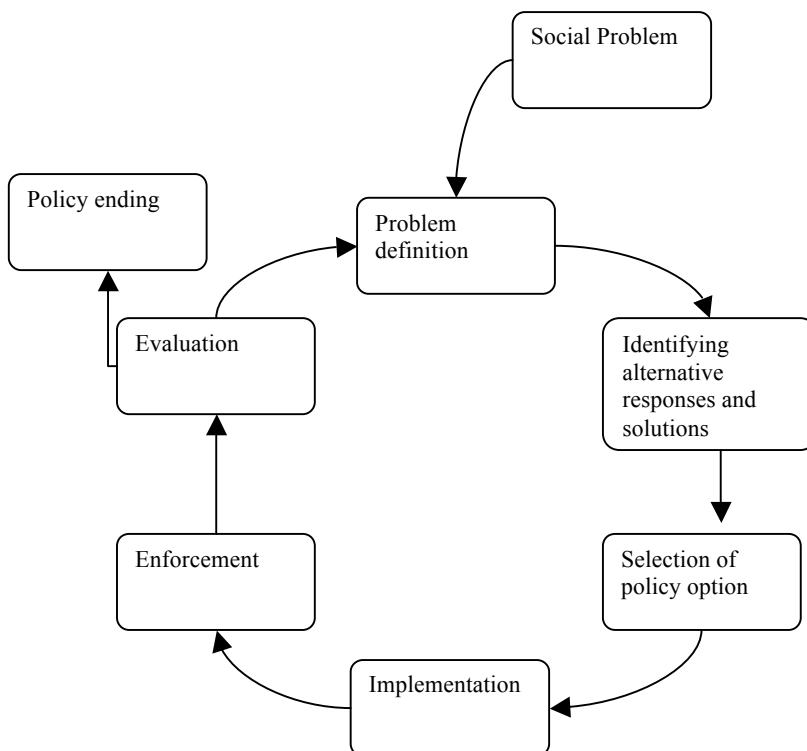 Social Problem
Policy ending
Problem
definition
Evaluation
Identifying
alternative
responses and
solutions
Enforcement
Selection of
policy option
Implementation